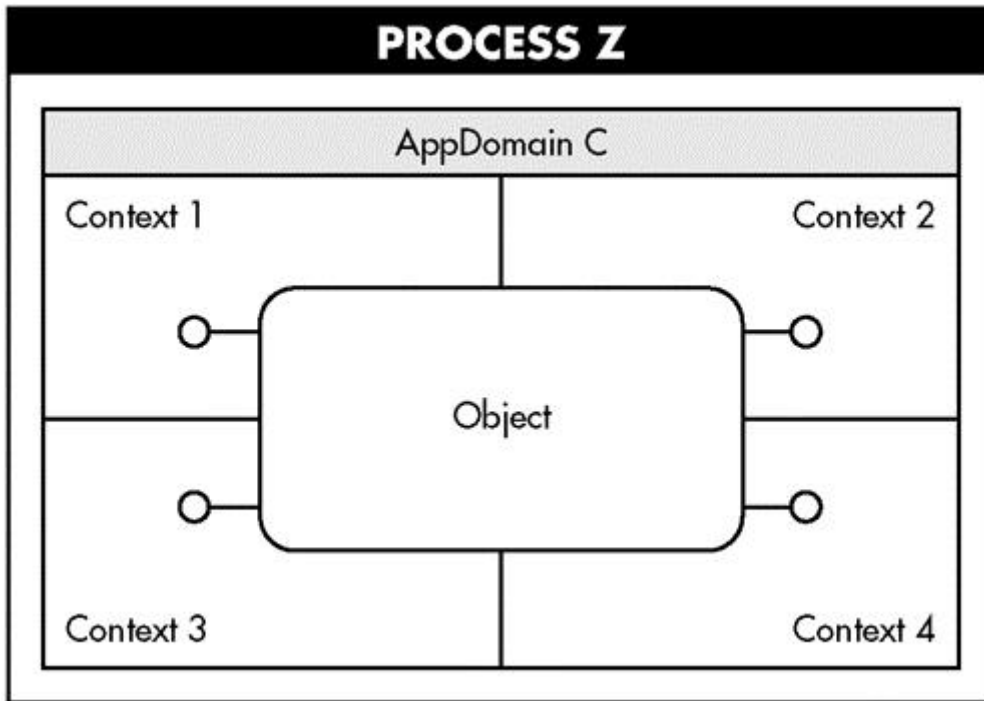 PROCESS Z
AppDomain C
Context 1
Context 2
Object
Context 3
Context 4